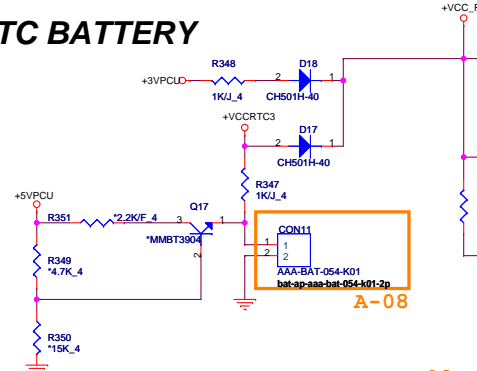 TC BATTERY
+VCC_R
R348
D18
+3VPCU
2
1
1K/J_4
CH501H-40
+VCCRTC3
D17
2
1
CH501H-40
R347
1K/J_4
+5VPCU
Q17
R351
*2.2K/F_4
3
1
*MMBT3904
2
CON11
1
1
2
2
AAA-BAT-054-K01
bat-ap-aaa-bat-054-k01-2p
A-08
R349
*4.7K_4
R350
*15K_4